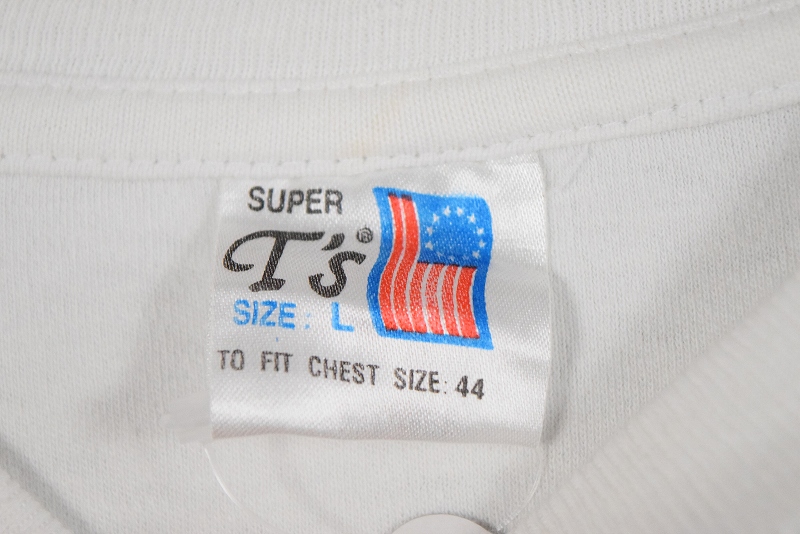 SUPER
T's®
SIZE: L
TO FIT CHEST SIZE: 44